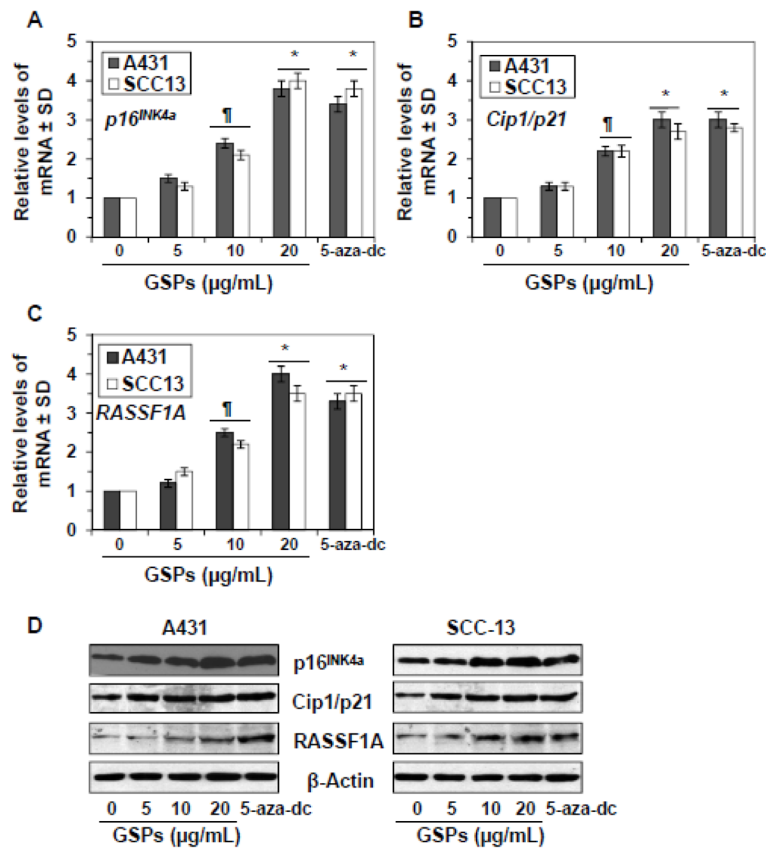 A
Relative levels of
mRNA ± SD
5
4
3
2
1
0
A431
SCC13
p16INK4a
¶
*
*
0 5 10 20 5-aza-dc
GSPs (µg/mL)
B
Relative levels of
mRNA ± SD
5
4
3
2
1
0
A431
SCC13
Cip1/p21
¶
*
*
0 5 10 20 5-aza-dc
GSPs (µg/mL)
C
Relative levels of
mRNA ± SD
5
4
3
2
1
0
A431
SCC13
RASSF1A
¶
*
*
0 5 10 20 5-aza-dc
GSPs (µg/mL)
D
A431 SCC-13
p16INK4a
Cip1/p21
RASSF1A
β-Actin
0 5 10 20 5-aza-dc 0 5 10 20 5-aza-dc
GSPs (µg/mL) GSPs (µg/mL)